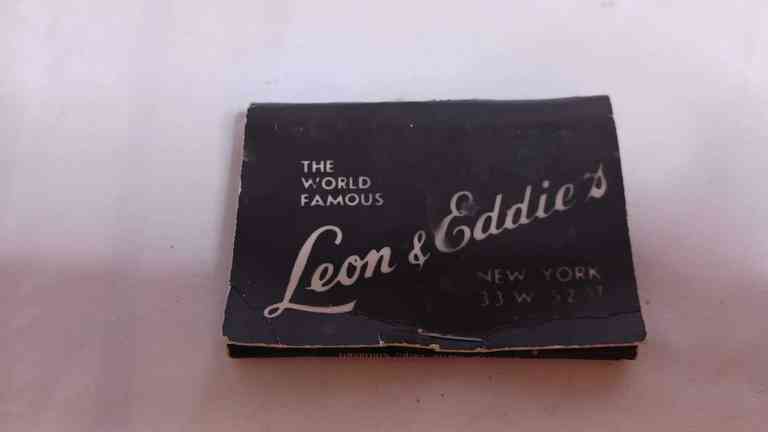 THE
WORLD
FAMOUS
Leon & Eddie's
NEW YORK
33 W 52 ST